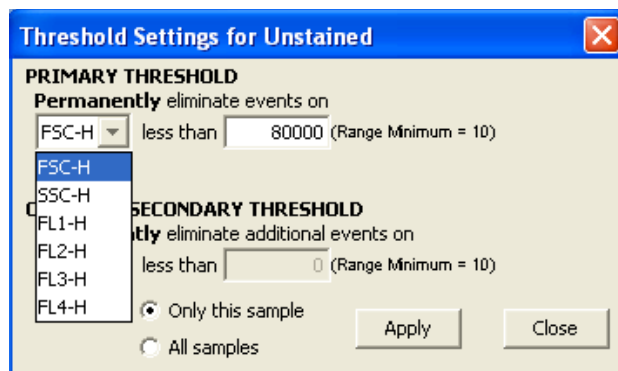 Threshold Settings for Unstained
PRIMARY THRESHOLD
Permanently eliminate events on
FSC-H less than 80000 (Range Minimum = 10)
FSC-H
SSC-H
FL1-H
FL2-H
FL3-H
FL4-H
SECONDARY THRESHOLD
eliminate additional events on
less than 0 (Range Minimum = 10)
Only this sample
All samples
Apply
Close